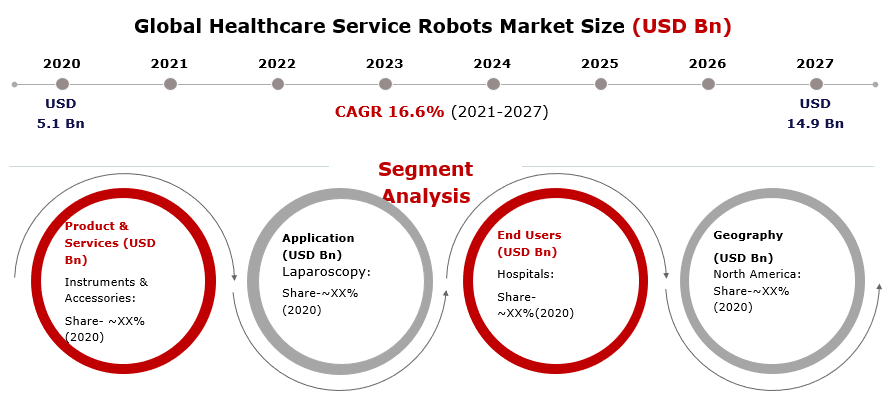 Global Healthcare Service Robots Market Size (USD Bn)
2020 2021 2022 2023 2024 2025 2026 2027
USD
5.1 Bn
CAGR 16.6% (2021-2027)
USD
14.9 Bn
Segment
Analysis
Product &
Services (USD
Bn)
Instruments &
Accessories:
Share- ~XX%
(2020)
Application
(USD Bn)
Laparoscopy:
Share-~XX%
(2020)
End Users
(USD Bn)
Hospitals:
Share-
~XX%(2020)
Geography
(USD Bn)
North America:
Share-~XX%
(2020)